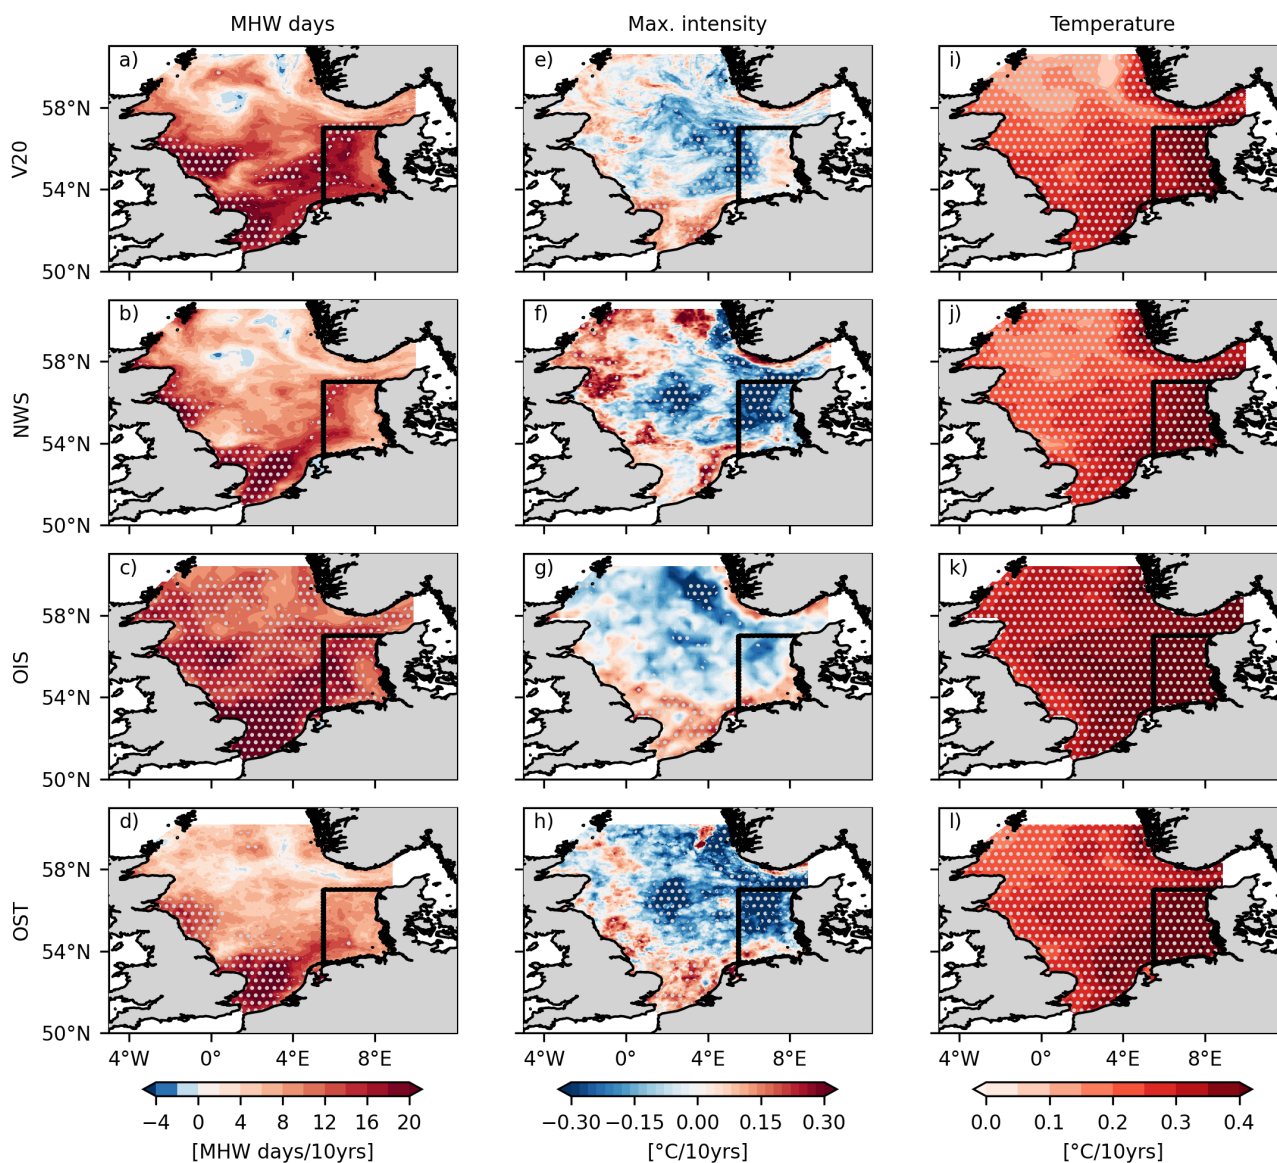 MHW days Max. intensity Temperature
a) e) i)
58°N
V20
54°N
50°N
b) f) j)
58°N
NWS
54°N
50°N
c) g) k)
58°N
OIS
54°N
50°N
d) h) l)
58°N
OST
54°N
50°N
4°W 0° 4°E 8°E 4°W 0° 4°E 8°E 4°W 0° 4°E 8°E
−4 0 4 8 12 16 20 −0.30 −0.15 0.00 0.15 0.30 0.0 0.1 0.2 0.3 0.4
[MHW days/10yrs] [°C/10yrs] [°C/10yrs]